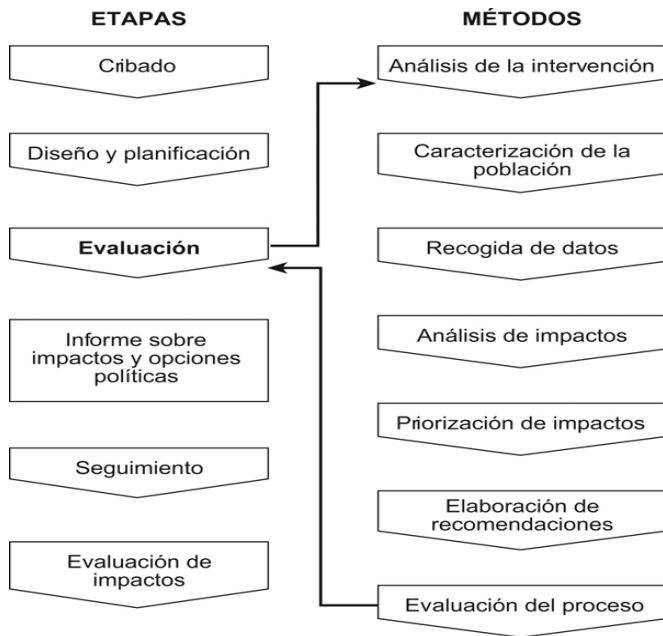 ETAPAS
Cribado
Diseño y planificación
Evaluación
Informe sobre
impactos y opciones
políticas
Seguimiento
Evaluación de
impactos
MÉTODOS
Análisis de la intervención
Caracterización de la
población
Recogida de datos
Análisis de impactos
Priorización de impactos
Elaboración de
recomendaciones
Evaluación del proceso